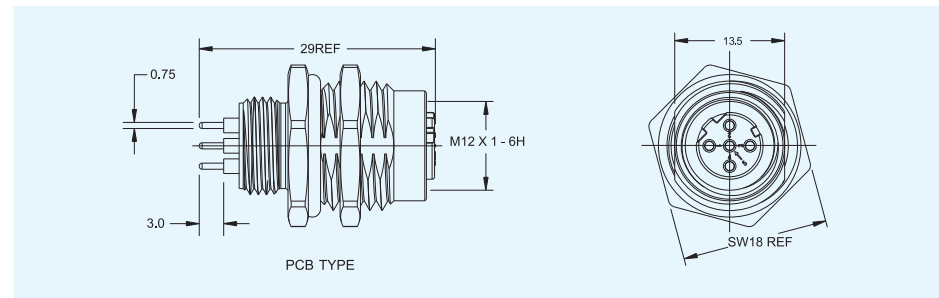 29REF
13.5
0.75
M12 X 1 - 6H
3.0
SW18 REF
PCB TYPE